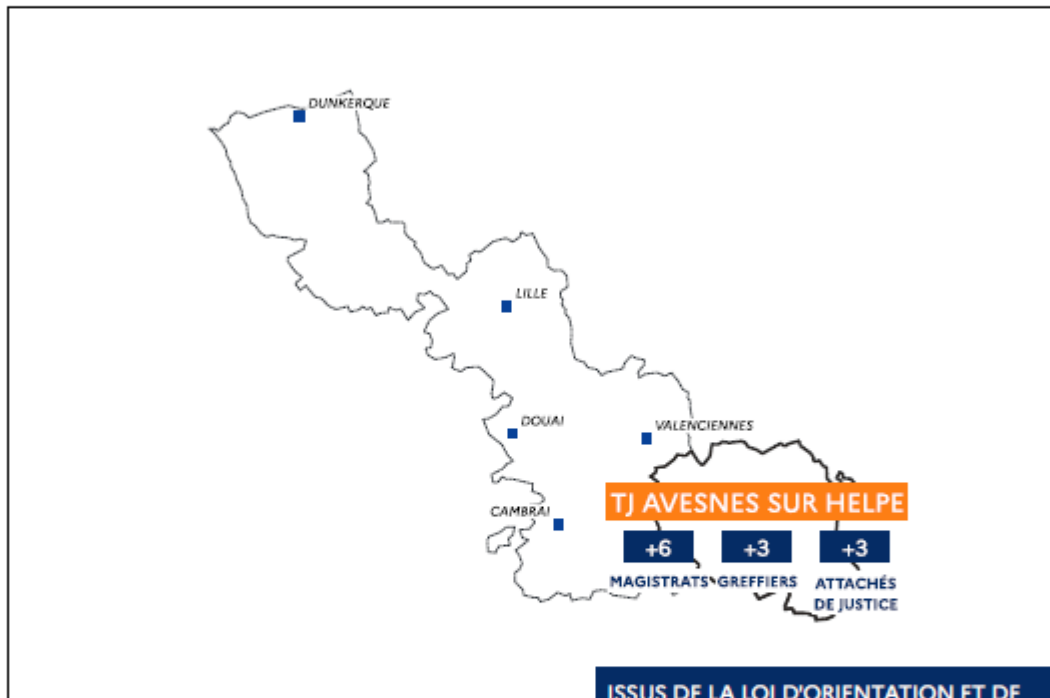 DUNKERQUE
LILLE
DOUAI
VALENCIENNES
CAMBRAI
TJ AVESNES SUR HELPE
+6 +3 +3
MAGISTRATS GREFFIERS ATTACHÉS
DE JUSTICE
ISSUS DE LA LOI D'ORIENTATION ET DE